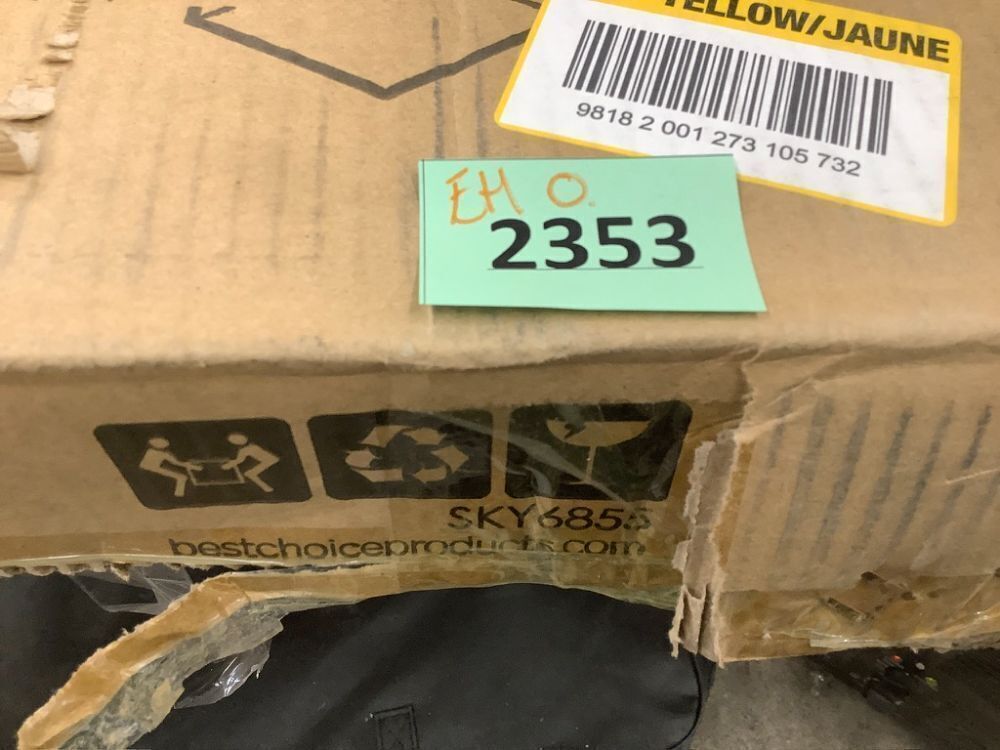 YELLOW/JAUNE
9818 2 001 273 105 732
EH O.
2353
SKY6855
bestchoiceproducts.com